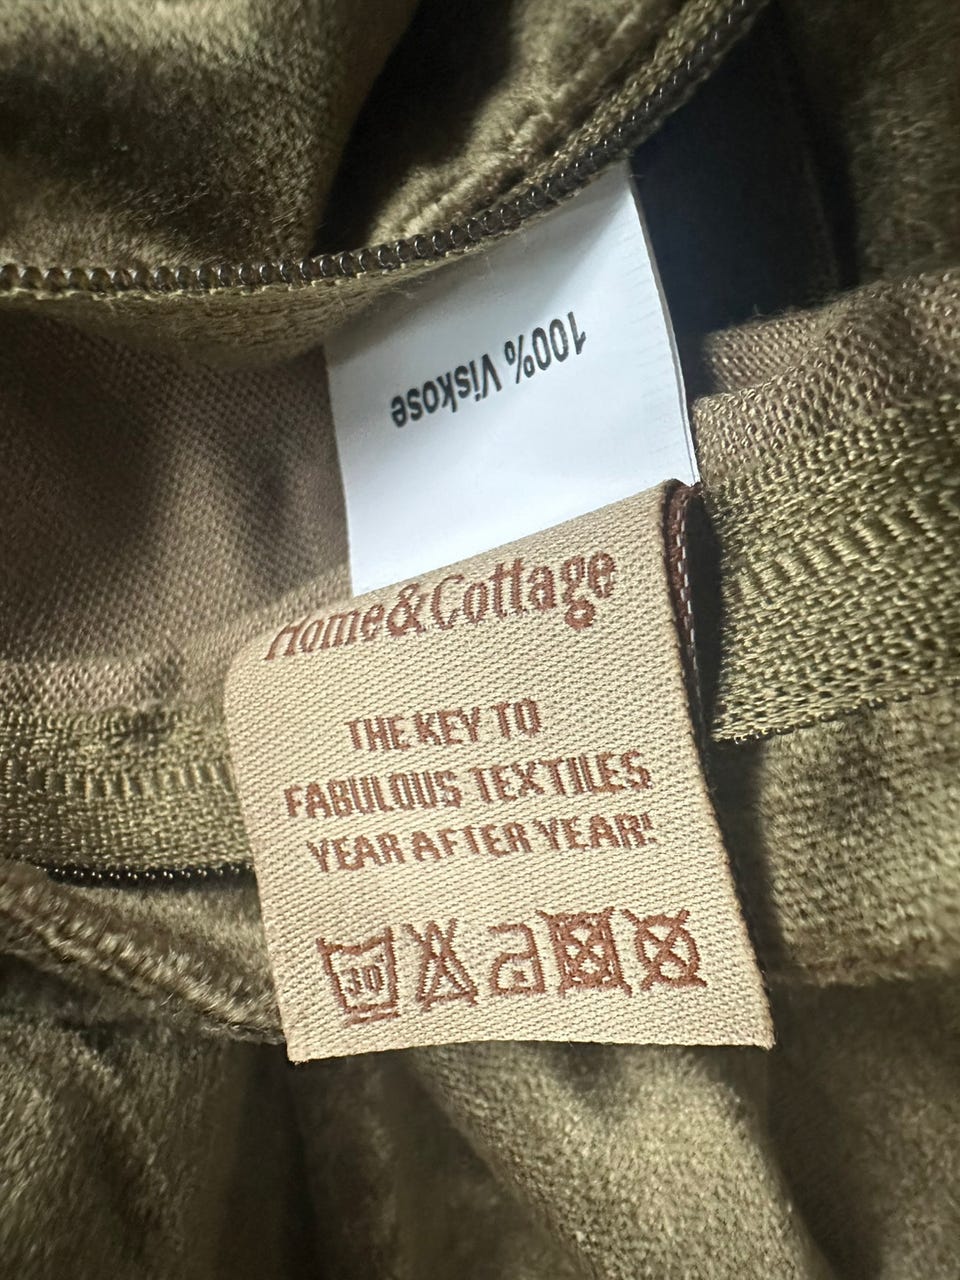 100% Viskose
Home&Cottage
THE KEY TO
FABULOUS TEXTILES
YEAR AFTER YEAR!
30